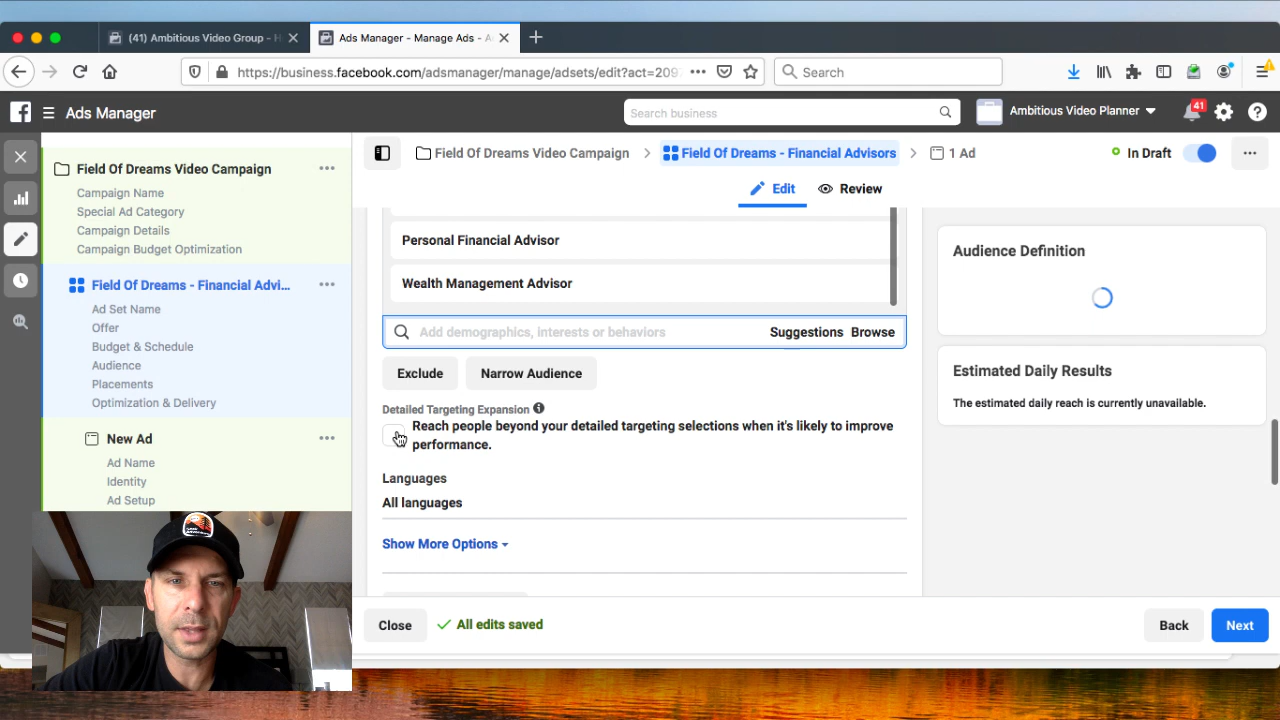 (41) Ambitious Video Group - H
Ads Manager - Manage Ads - A
https://business.facebook.com/adsmanager/manage/adsets/edit?act=209
Search
Ads Manager
Search business
Ambitious Video Planner
41
Field Of Dreams Video Campaign
Campaign Name
Special Ad Category
Campaign Details
Campaign Budget Optimization
Field Of Dreams - Financial Advi...
Ad Set Name
Offer
Budget & Schedule
Audience
Placements
Optimization & Delivery
New Ad
Ad Name
Identity
Ad Setup
Field Of Dreams Video Campaign
Field Of Dreams - Financial Advisors
1 Ad
In Draft
Edit
Review
Personal Financial Advisor
Wealth Management Advisor
Add demographics, interests or behaviors
Suggestions
Browse
Exclude
Narrow Audience
Detailed Targeting Expansion
Reach people beyond your detailed targeting selections when it's likely to improve
performance.
Languages
All languages
Show More Options
Audience Definition
Estimated Daily Results
The estimated daily reach is currently unavailable.
Close
All edits saved
Back
Next